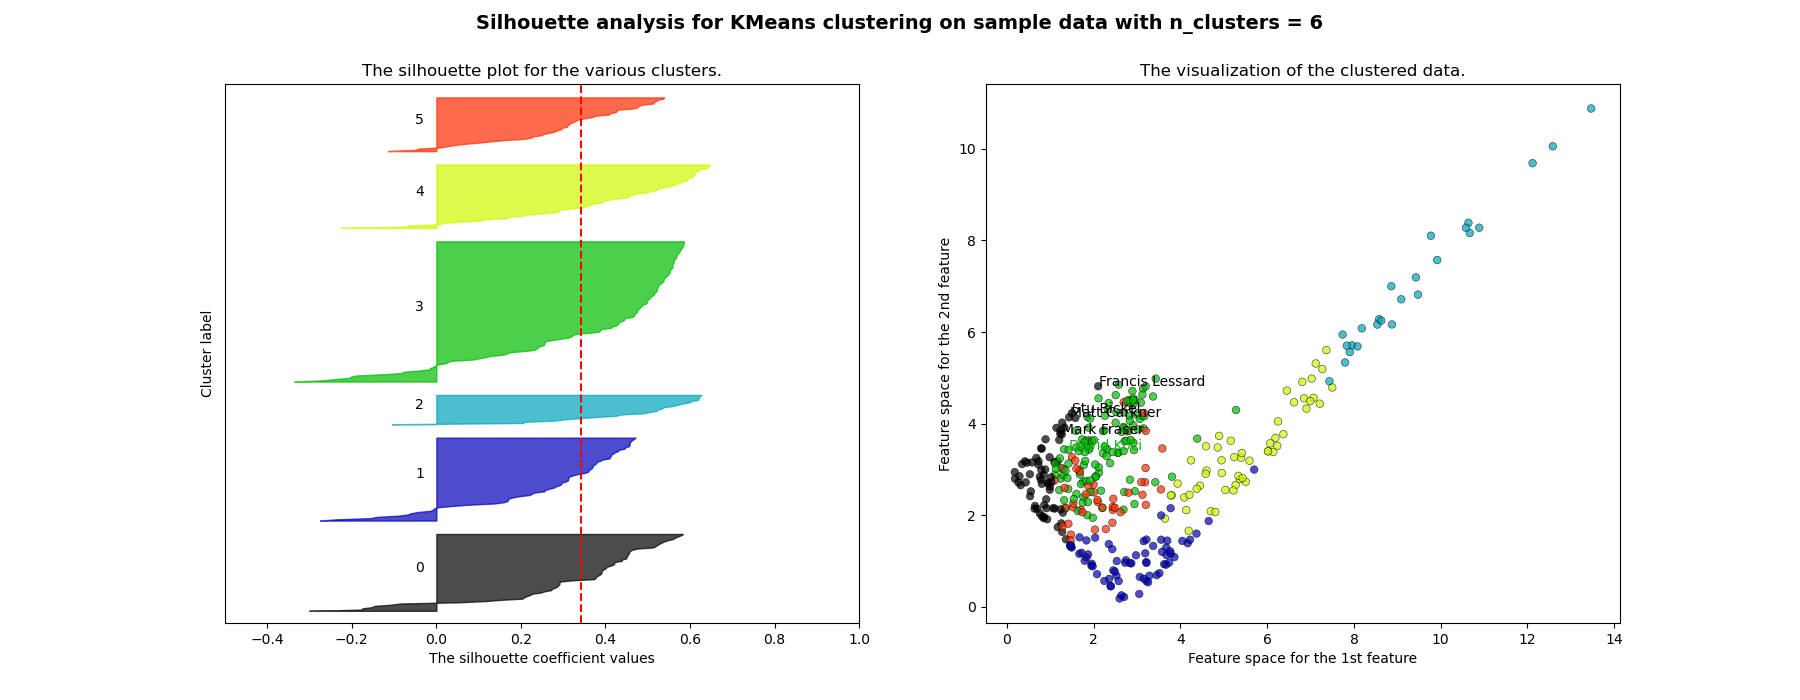 Silhouette analysis for KMeans clustering on sample data with n_clusters = 6
The silhouette plot for the various clusters.
5
4
3
2
1
0
Cluster label
−0.4 −0.2 0.0 0.2 0.4 0.6 0.8 1.0
The silhouette coefficient values
The visualization of the clustered data.
10
8
6
4
2
0
Feature space for the 2nd feature
Francis Lessard
Stu Bickel
Matt Carkner
Mark Fraser
0 2 4 6 8 10 12 14
Feature space for the 1st feature